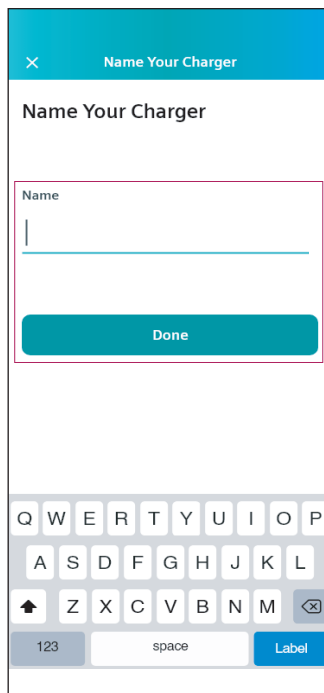 Name Your Charger
Name Your Charger
Name
Done
Q W E R T Y U I O P
A S D F G H J K L
Z X C V B N M
123 space Label